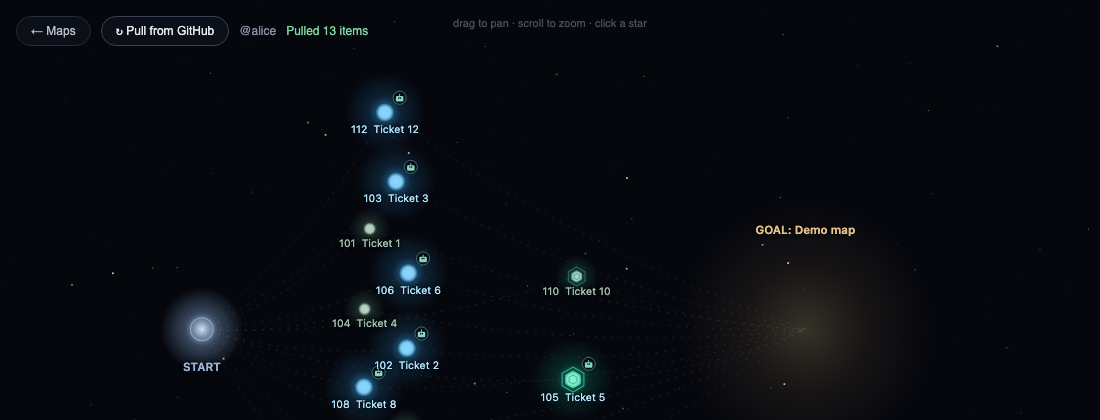 ← Maps
↻ Pull from GitHub
@alice
Pulled 13 items
drag to pan · scroll to zoom · click a star
112 Ticket 12
103 Ticket 3
101 Ticket 1
106 Ticket 6
104 Ticket 4
102 Ticket 2
108 Ticket 8
110 Ticket 10
105 Ticket 5
START
GOAL: Demo map